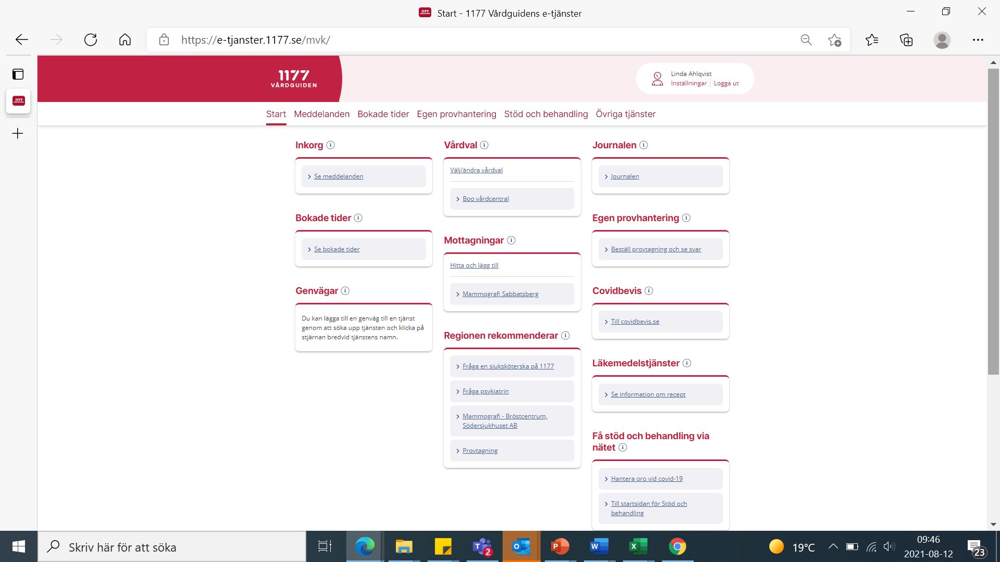 Start - 1177 Vårdguidens e-tjänster
https://e-tjanster.1177.se/mvk/
1177
VÅRDGUIDEN
Linda Ahlqvist
Inställningar Logga ut
Start Meddelanden Bokade tider Egen provhantering Stöd och behandling Övriga tjänster
Inkorg
Se meddelanden
Bokade tider
Se bokade tider
Genvägar
Du kan lägga till en genväg till en tjänst
genom att söka upp tjänsten och klicka på
stjärnan bredvid tjänstens namn.
Vårdval
Välj/ändra vårdval
Boo vårdcentral
Mottagningar
Hitta och lägg till
Mammografi Sabbatsberg
Regionen rekommenderar
Fråga en sjuksköterska på 1177
Fråga psykiatrin
Mammografi - Bröstcentrum,
Södersjukhuset AB
Provtagning
Journalen
Journalen
Egen provhantering
Beställ provtagning och se svar
Covidbevis
Till covidbevis.se
Läkemedelstjänster
Se information om recept
Få stöd och behandling via
nätet
Hantera oro vid covid-19
Till startsidan för Stöd och
behandling
Skriv här för att söka
2
19°C
09:46
2021-08-12
23